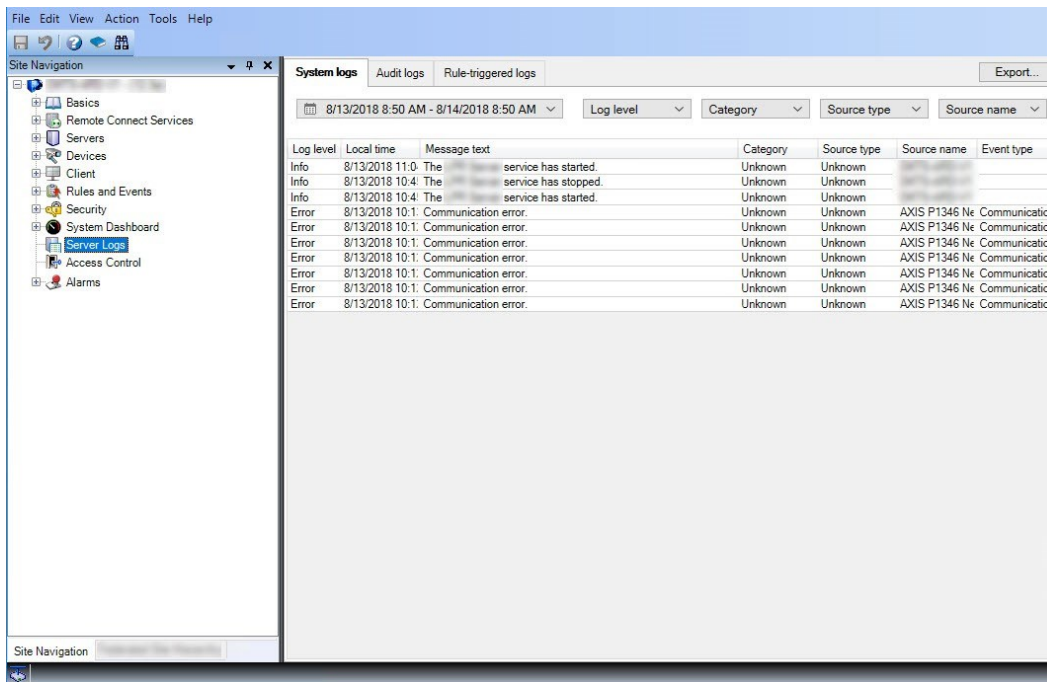 File Edit View Action Tools Help
Site Navigation
Basics
Remote Connect Services
Servers
Devices
Client
Rules and Events
Security
System Dashboard
Server Logs
Access Control
Alarms
Site Navigation
System logs Audit logs Rule-triggered logs Export...
8/13/2018 8:50 AM - 8/14/2018 8:50 AM Log level Category Source type Source name
Log level Local time Message text Category Source type Source name Event type
Info 8/13/2018 11:0 The service has started. Unknown Unknown
Info 8/13/2018 10:4 The service has stopped. Unknown Unknown
Info 8/13/2018 10:4 The service has started. Unknown Unknown
Error 8/13/2018 10:1 Communication error. Unknown Unknown AXIS P1346 Ne Communicatio
Error 8/13/2018 10:1 Communication error. Unknown Unknown AXIS P1346 Ne Communicatio
Error 8/13/2018 10:1 Communication error. Unknown Unknown AXIS P1346 Ne Communicatio
Error 8/13/2018 10:1 Communication error. Unknown Unknown AXIS P1346 Ne Communicatio
Error 8/13/2018 10:1 Communication error. Unknown Unknown AXIS P1346 Ne Communicatio
Error 8/13/2018 10:1 Communication error. Unknown Unknown AXIS P1346 Ne Communicatio
Error 8/13/2018 10:1 Communication error. Unknown Unknown AXIS P1346 Ne Communicatio